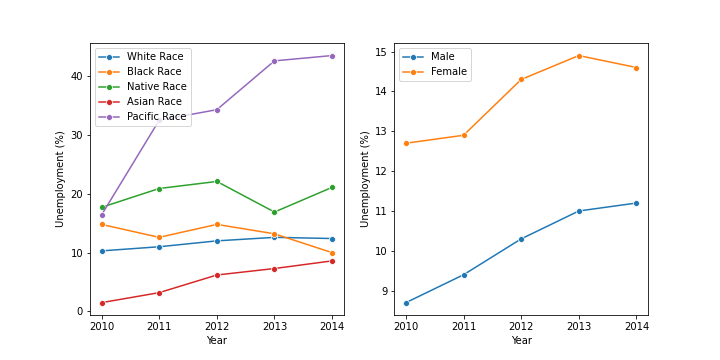 White Race
Black Race
Native Race
Asian Race
Pacific Race
Unemployment (%)
40
30
20
10
0
2010 2011 2012 2013 2014
Year
Male
Female
Unemployment (%)
15
14
13
12
11
10
9
2010 2011 2012 2013 2014
Year